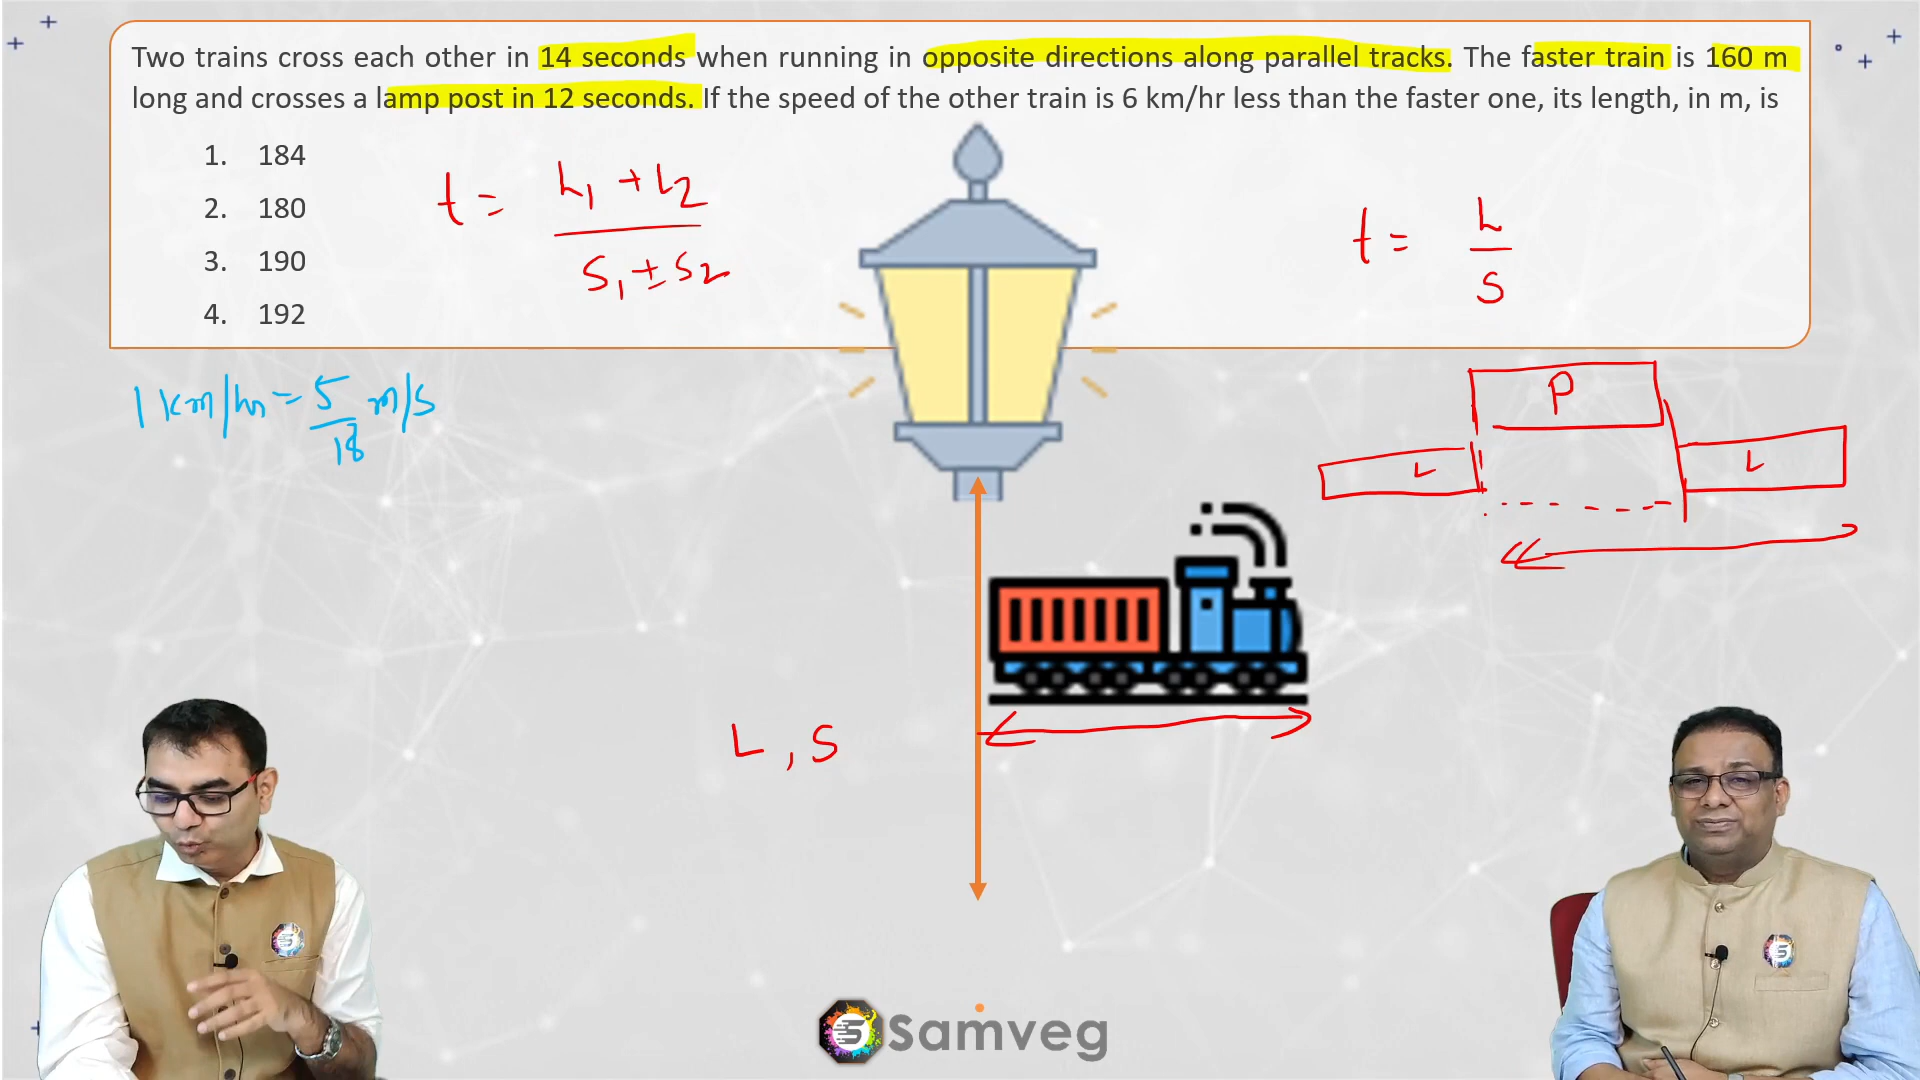 Two trains cross each other in 14 seconds when running in opposite directions along parallel tracks. The faster train is 160 m
long and crosses a lamp post in 12 seconds. If the speed of the other train is 6 km/hr less than the faster one, its length, in m, is
1. 184
2. 180
3. 190
4. 192
t = L1 + L2
S1 ± S2
t = L
S
1 km/hr = 5 m/s
18
P
L
L
L, S
Samveg